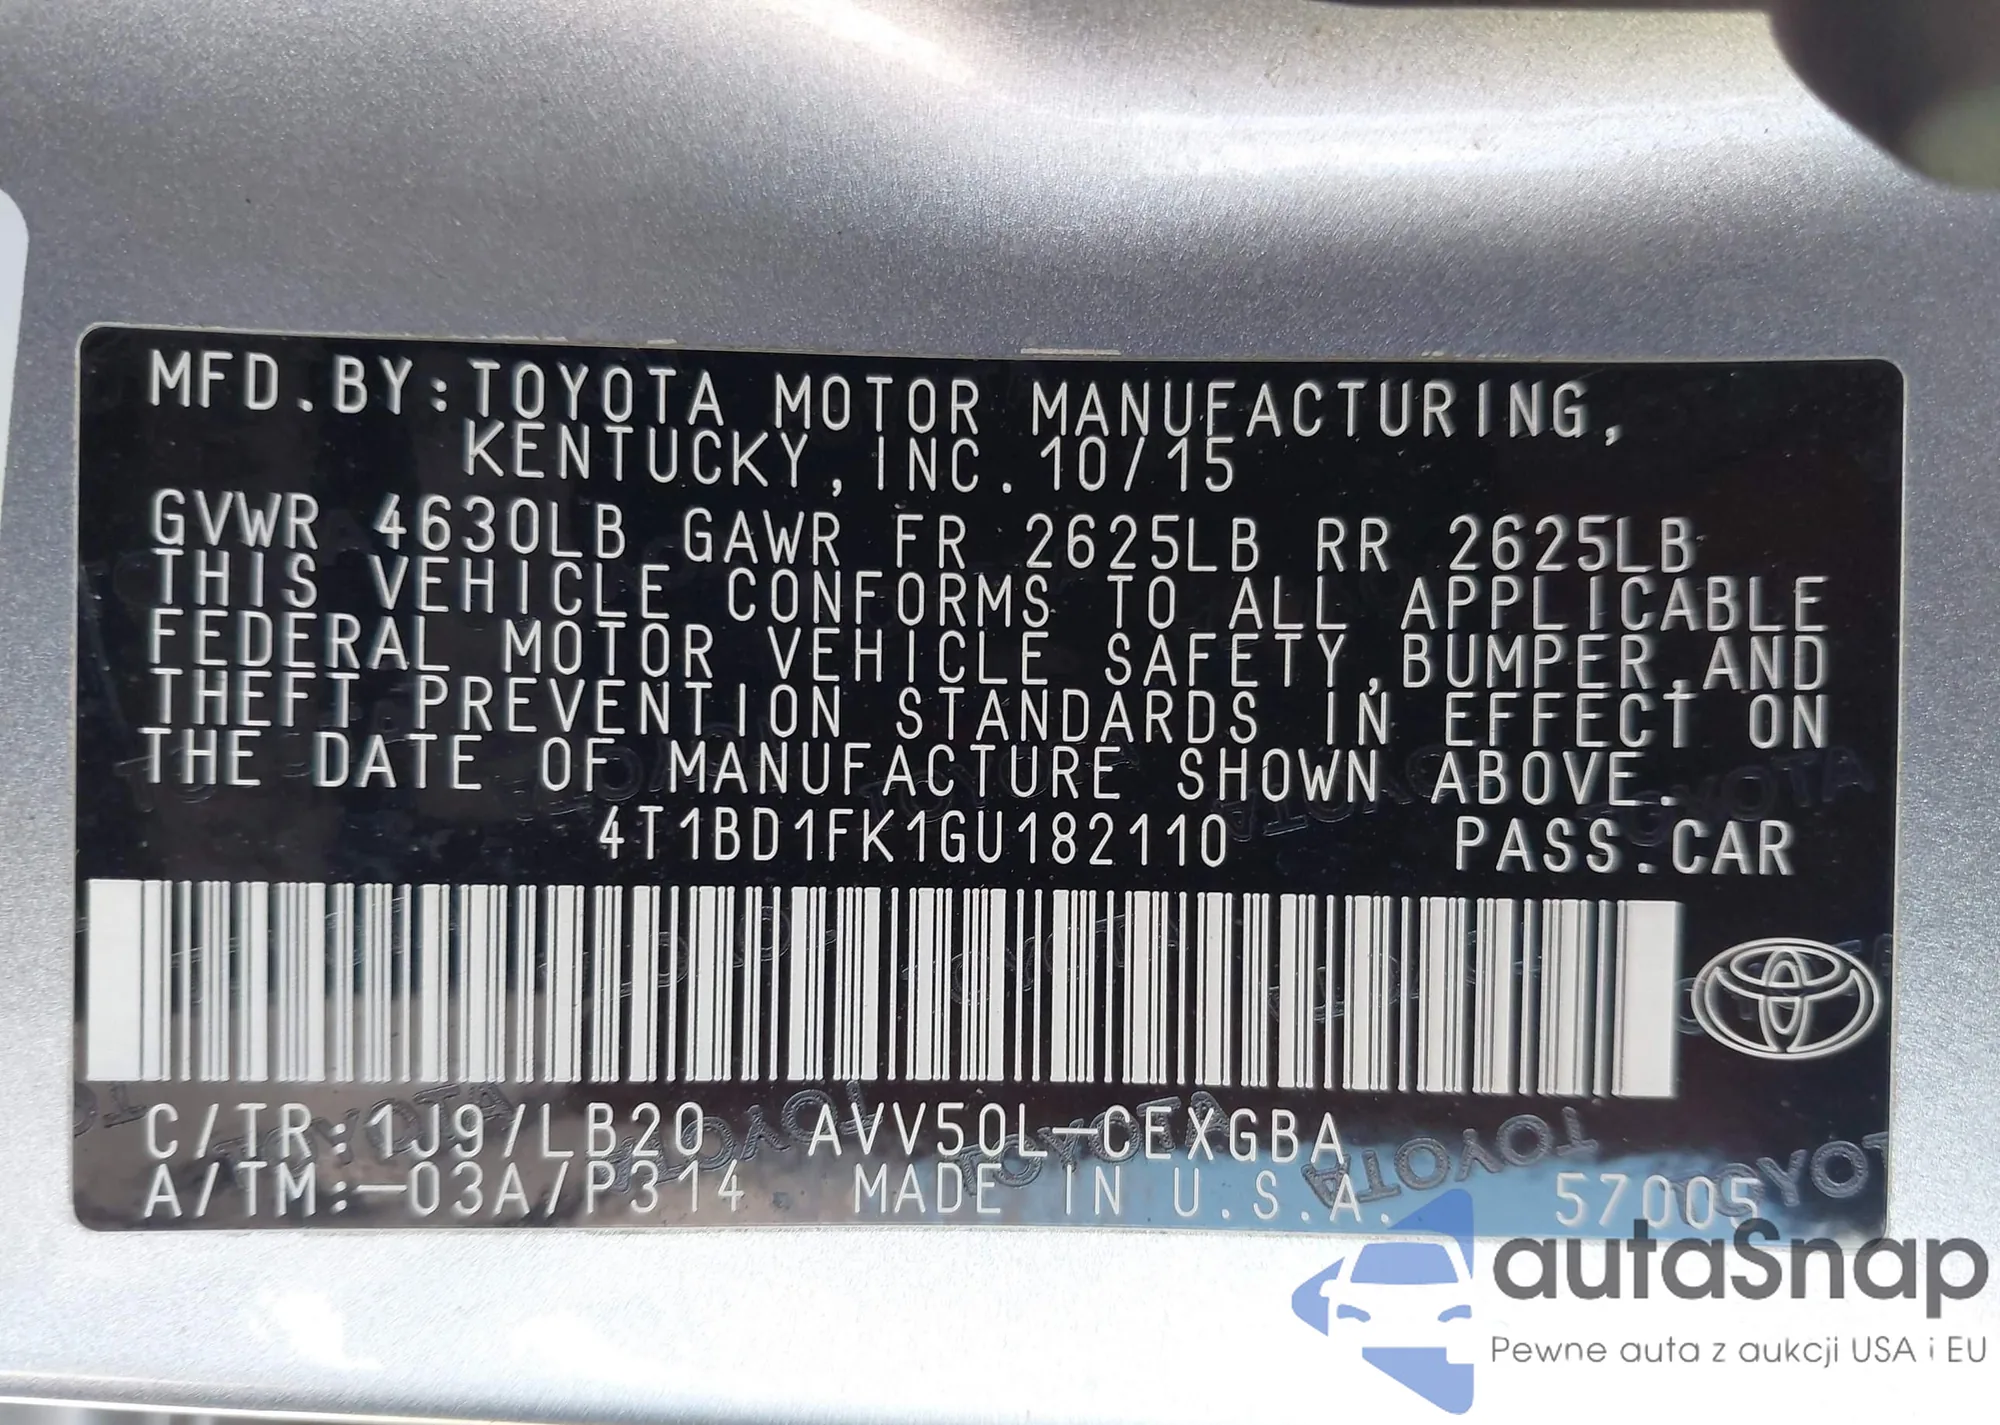 MFD.BY:TOYOTA MOTOR MANUFACTURING,
KENTUCKY,INC.10/15
GVWR 4630LB GAWR FR 2625LB RR 2625LB
THIS VEHICLE CONFORMS TO ALL APPLICABLE
FEDERAL MOTOR VEHICLE SAFETY,BUMPER,AND
THEFT PREVENTION STANDARDS IN EFFECT ON
THE DATE OF MANUFACTURE SHOWN ABOVE.
4T1BD1FK1GU182110 PASS.CAR
C/TR:1J9/LB20 AVV50L-CEXGBA
A/TM:-03A/P314 MADE IN U.S.A. 57005
autaSnap
Pewne auta z aukcji USA i EU